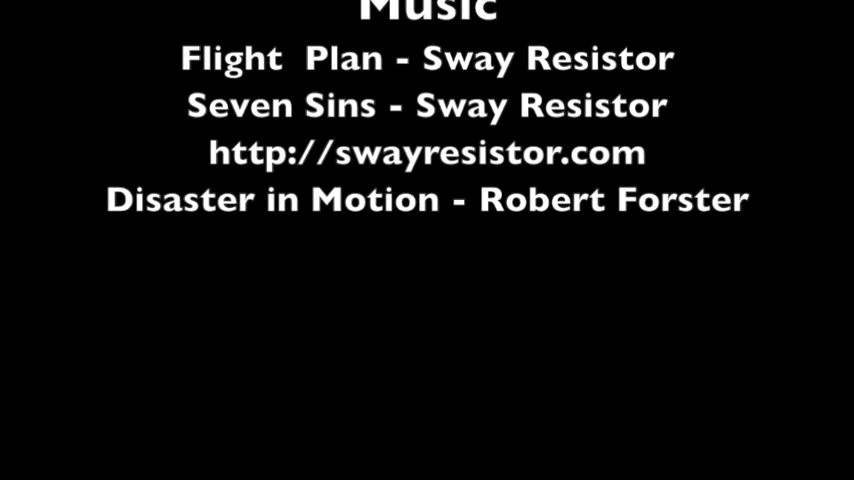 Music
Flight Plan - Sway Resistor
Seven Sins - Sway Resistor
http://swayresistor.com
Disaster in Motion - Robert Forster